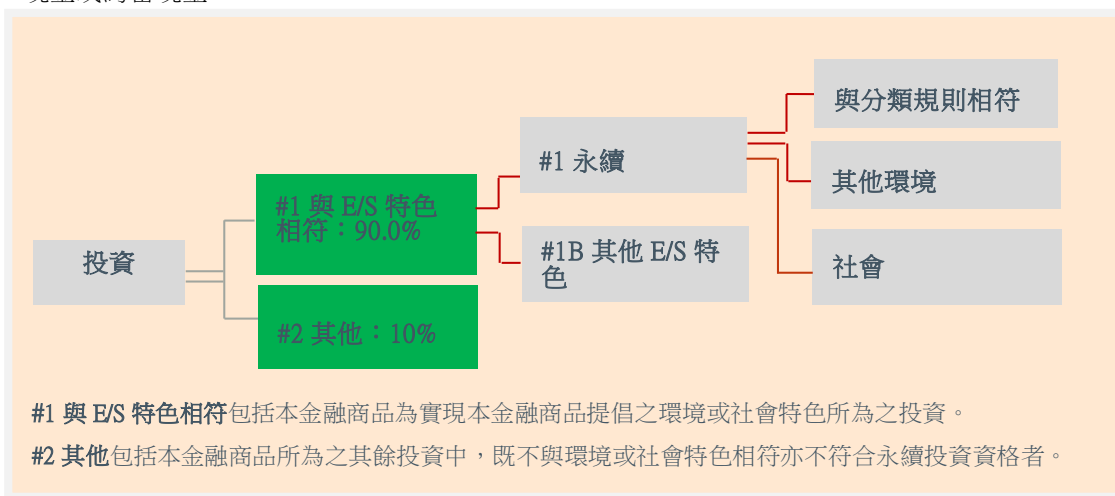 與分類規則相符
#1 永續
其他環境
#1 與 E/S 特色
相符：90.0%
投資
#1B 其他 E/S 特
色
社會
#2 其他：10%
#1 與 E/S 特色相符包括本金融商品為實現本金融商品提倡之環境或社會特色所為之投資。
#2 其他包括本金融商品所為之其餘投資中，既不與環境或社會特色相符亦不符合永續投資資格者。